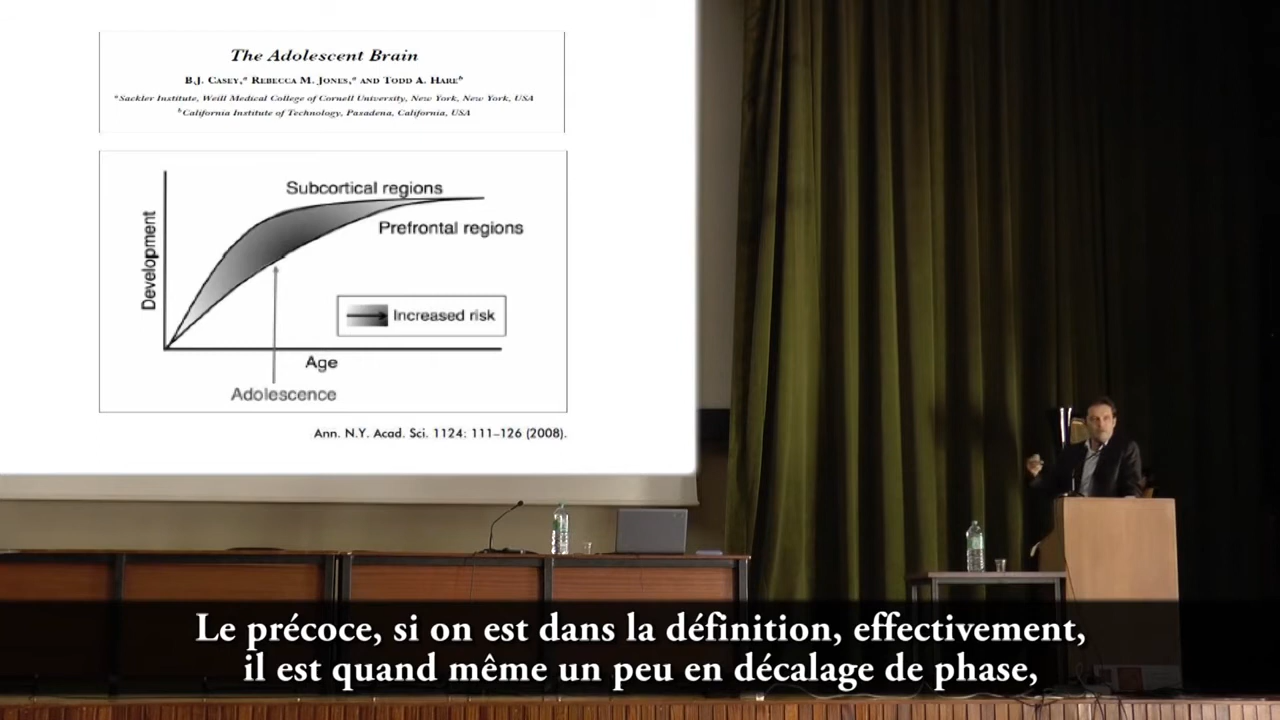 The Adolescent Brain
B.J. Casey,ᵃ Rebecca M. Jones,ᵃ and Todd A. Hareᵇ
ᵃSackler Institute, Weill Medical College of Cornell University, New York, New York, USA
ᵇCalifornia Institute of Technology, Pasadena, California, USA
Subcortical regions
Prefrontal regions
Development
Increased risk
Age
Adolescence
Ann. N.Y. Acad. Sci. 1124: 111–126 (2008).
Le précoce, si on est dans la définition, effectivement,
il est quand même un peu en décalage de phase,